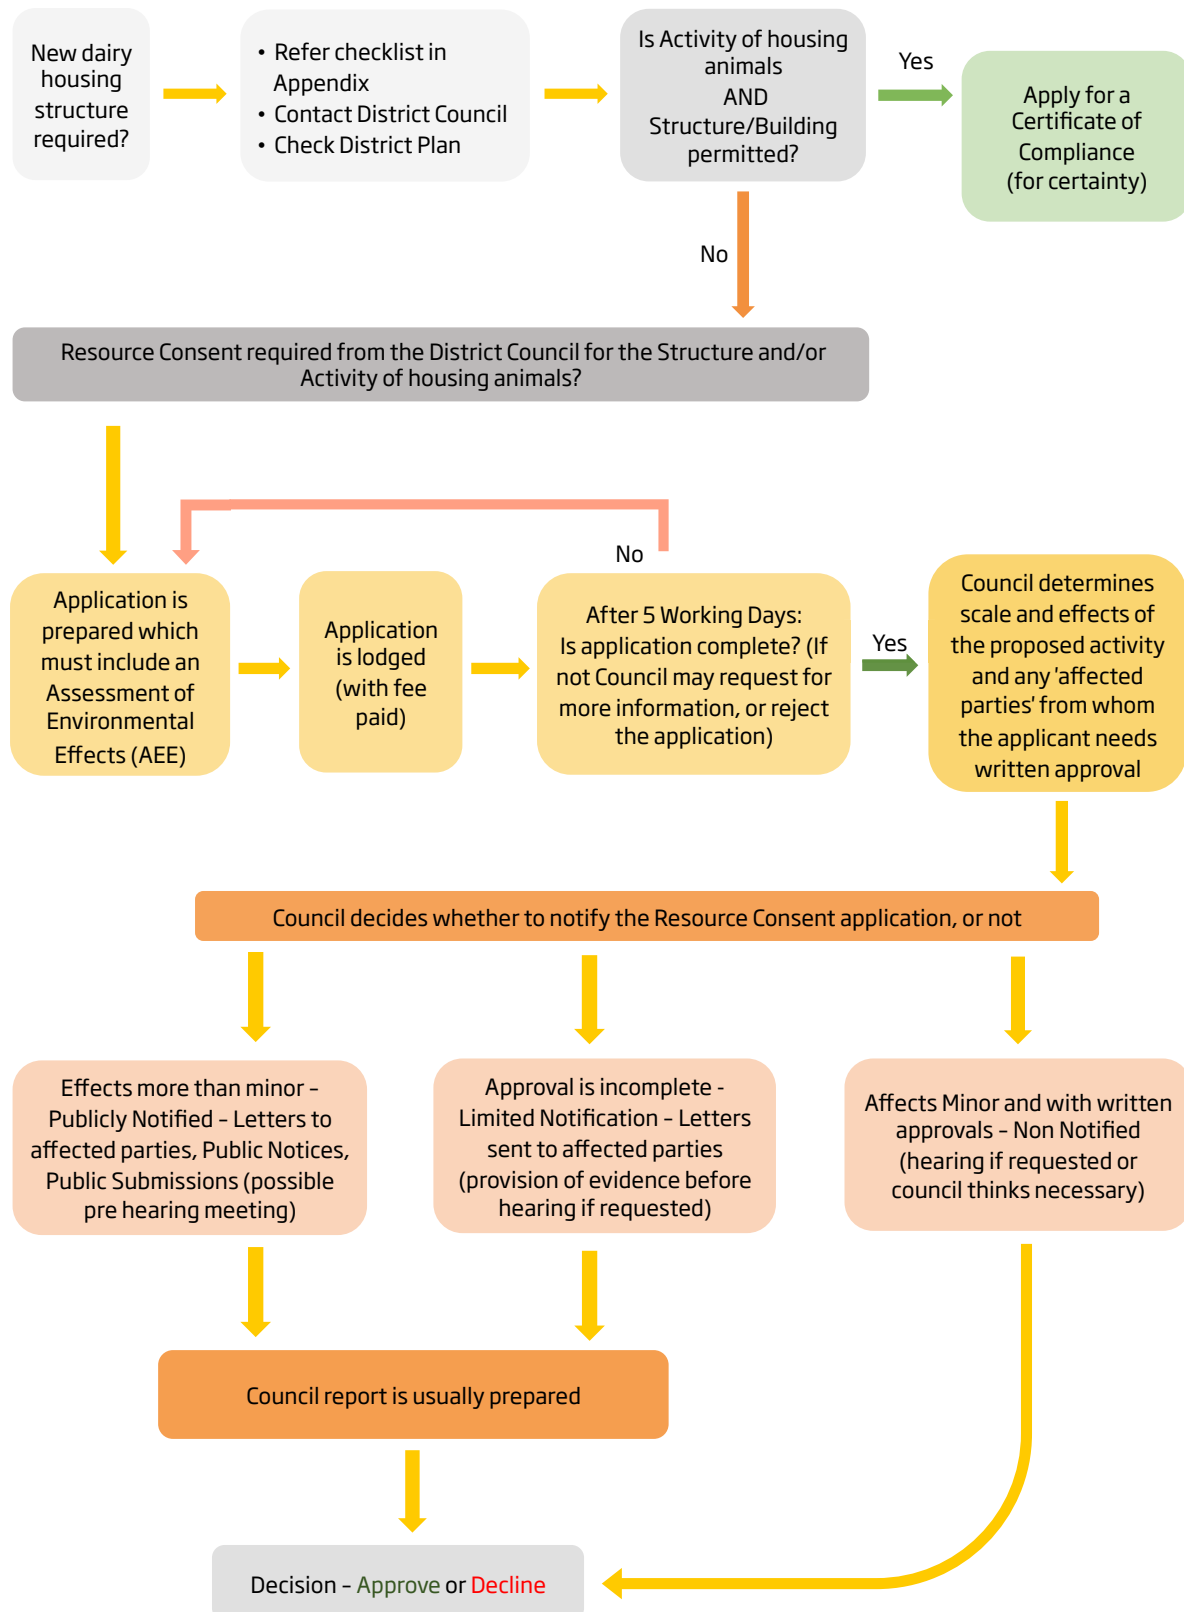 New dairy
housing
structure
required?
• Refer checklist in
Appendix
• Contact District Council
• Check District Plan
Is Activity of housing
animals
AND
Structure/Building
permitted?
Yes
Apply for a
Certificate of
Compliance
(for certainty)
No
Resource Consent required from the District Council for the Structure and/or
Activity of housing animals?
No
Application is
prepared which
must include an
Assessment of
Environmental
Effects (AEE)
Application
is lodged
(with fee
paid)
After 5 Working Days:
Is application complete? (If
not Council may request for
more information, or reject
the application)
Yes
Council determines
scale and effects of
the proposed activity
and any 'affected
parties' from whom
the applicant needs
written approval
Council decides whether to notify the Resource Consent application, or not
Effects more than minor –
Publicly Notified – Letters to
affected parties, Public Notices,
Public Submissions (possible
pre hearing meeting)
Approval is incomplete -
Limited Notification – Letters
sent to affected parties
(provision of evidence before
hearing if requested)
Affects Minor and with written
approvals – Non Notified
(hearing if requested or
council thinks necessary)
Council report is usually prepared
Decision – Approve or Decline